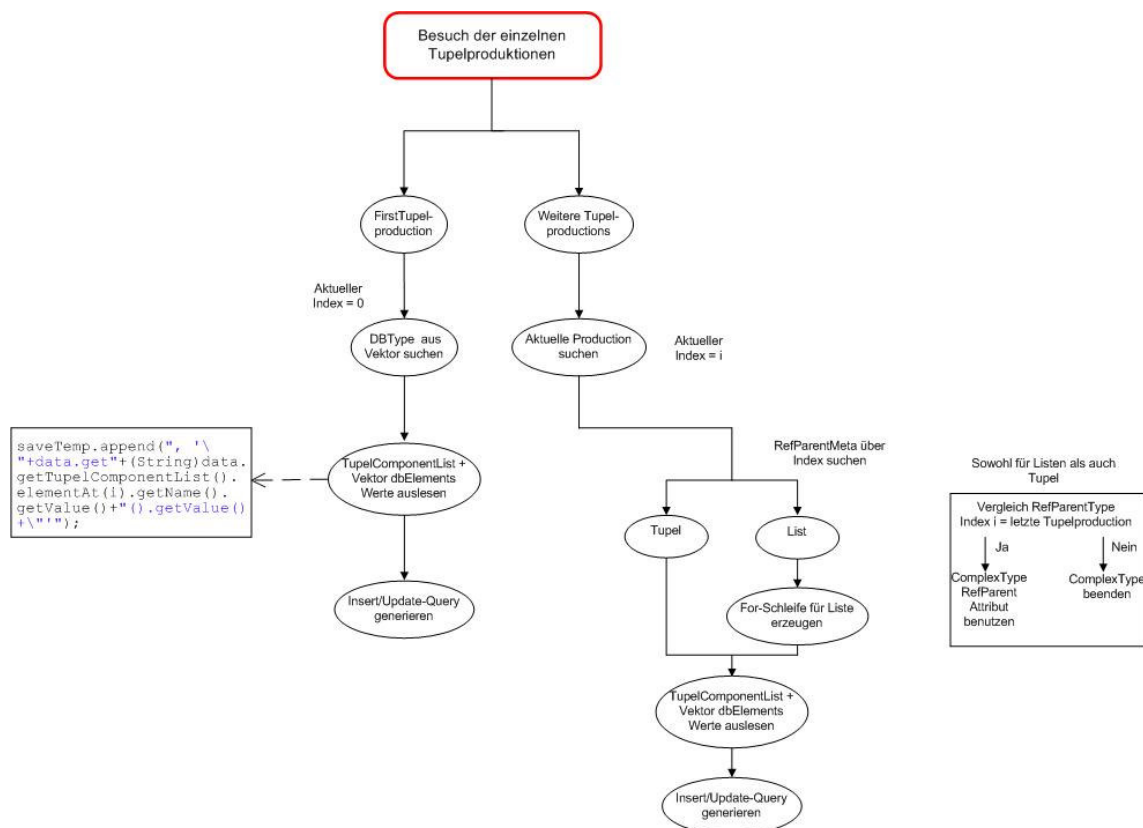 Besuch der einzelnen
Tupelproduktionen
FirstTupel-
production
Weitere Tupel-
productions
Aktueller
Index = 0
DBType aus
Vektor suchen
Aktuelle Production
suchen
Aktueller
Index = i
saveTemp.append(", '\
"+data.get"+(String)data.
getTupelComponentList().
elementAt(i).getName().
getValue()+"().getValue()
+\"'");
TupelComponentList +
Vektor dbElements
Werte auslesen
RefParentMeta über
Index suchen
Tupel
List
Insert/Update-Query
generieren
For-Schleife für Liste
erzeugen
TupelComponentList +
Vektor dbElements
Werte auslesen
Insert/Update-Query
generieren
Sowohl für Listen als auch
Tupel
Vergleich RefParentType
Index i = letzte Tupelproduction
Ja
Nein
ComplexType
RefParent
Attribut
benutzen
ComplexType
beenden